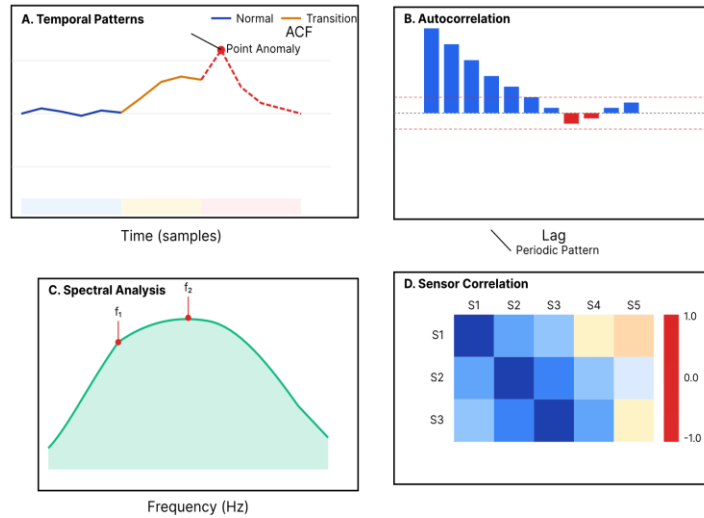 A. Temporal Patterns
Normal
Transition
ACF
Point Anomaly
Time (samples)
B. Autocorrelation
Lag
Periodic Pattern
C. Spectral Analysis
f₁
f₂
Frequency (Hz)
D. Sensor Correlation
S1 S2 S3 S4 S5
S1
S2
S3
1.0
0.0
-1.0